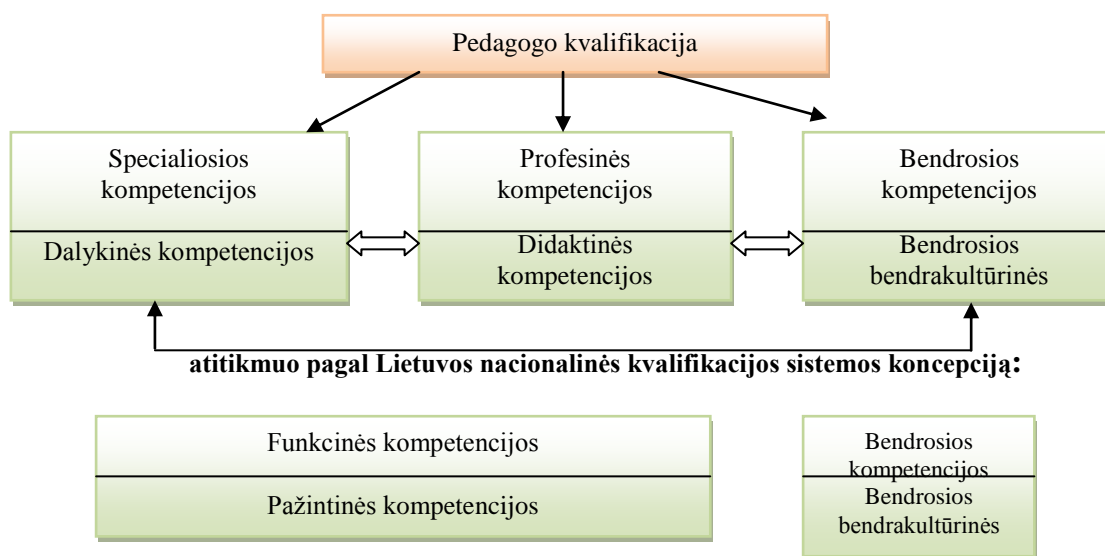 Pedagogo kvalifikacija
Specialiosios
kompetencijos
Dalykinės kompetencijos
Profesinės
kompetencijos
Didaktinės
kompetencijos
Bendrosios
kompetencijos
Bendrosios
bendrakultūrinės
atitikmuo pagal Lietuvos nacionalinės kvalifikacijos sistemos koncepciją:
Funkcinės kompetencijos
Pažintinės kompetencijos
Bendrosios
kompetencijos
Bendrosios
bendrakultūrinės